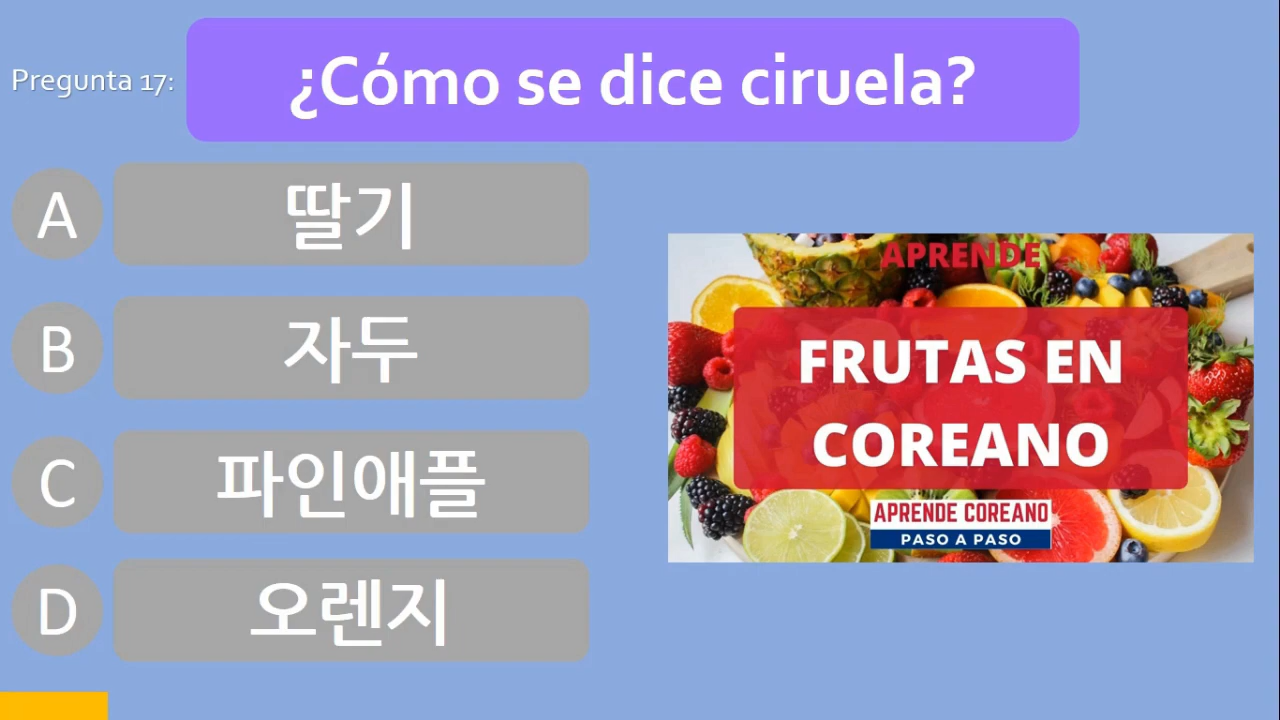 Pregunta 17:
¿Cómo se dice ciruela?
A
딸기
B
자두
C
파인애플
D
오렌지
APRENDE
FRUTAS EN
COREANO
APRENDE COREANO
PASO A PASO